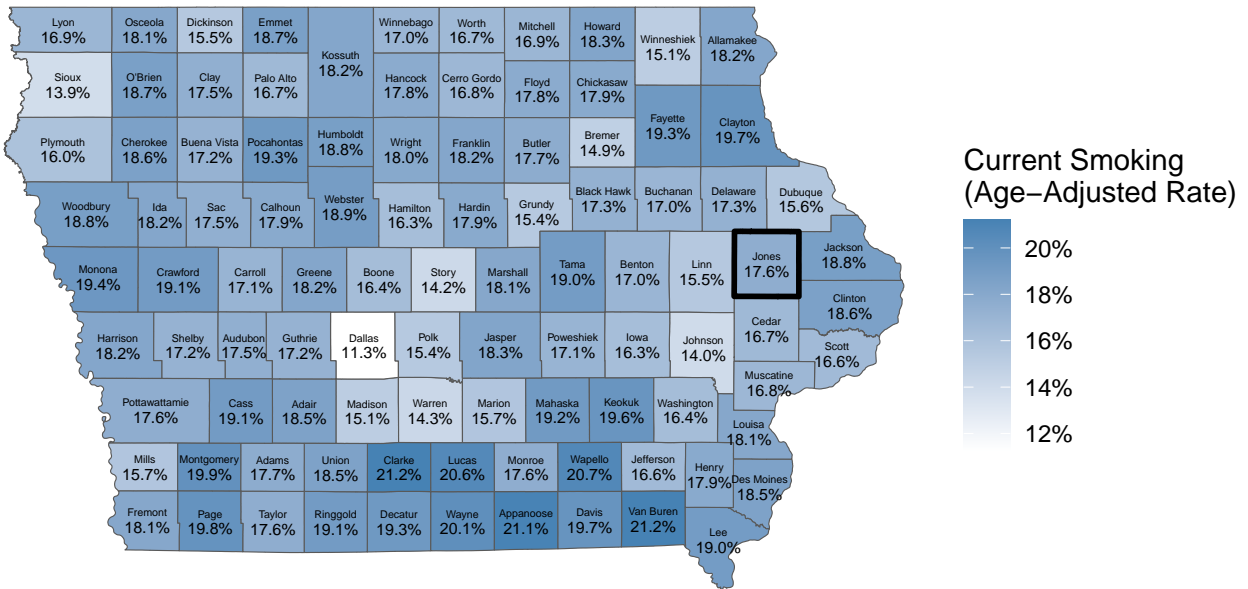 Lyon
16.9%
Osceola
18.1%
Dickinson
15.5%
Emmet
18.7%
Kossuth
18.2%
Winnebago
17.0%
Worth
16.7%
Mitchell
16.9%
Howard
18.3%
Winneshiek
15.1%
Allamakee
18.2%
Sioux
13.9%
O'Brien
18.7%
Clay
17.5%
Palo Alto
16.7%
Hancock
17.8%
Cerro Gordo
16.8%
Floyd
17.8%
Chickasaw
17.9%
Fayette
19.3%
Clayton
19.7%
Plymouth
16.0%
Cherokee
18.6%
Buena Vista
17.2%
Pocahontas
19.3%
Humboldt
18.8%
Wright
18.0%
Franklin
18.2%
Butler
17.7%
Bremer
14.9%
Woodbury
18.8%
Ida
18.2%
Sac
17.5%
Calhoun
17.9%
Webster
18.9%
Hamilton
16.3%
Hardin
17.9%
Grundy
15.4%
Black Hawk
17.3%
Buchanan
17.0%
Delaware
17.3%
Dubuque
15.6%
Monona
19.4%
Crawford
19.1%
Carroll
17.1%
Greene
18.2%
Boone
16.4%
Story
14.2%
Marshall
18.1%
Tama
19.0%
Benton
17.0%
Linn
15.5%
Jones
17.6%
Jackson
18.8%
Clinton
18.6%
Harrison
18.2%
Shelby
17.2%
Audubon
17.5%
Guthrie
17.2%
Dallas
11.3%
Polk
15.4%
Jasper
18.3%
Poweshiek
17.1%
Iowa
16.3%
Johnson
14.0%
Cedar
16.7%
Scott
16.6%
Muscatine
16.8%
Pottawattamie
17.6%
Cass
19.1%
Adair
18.5%
Madison
15.1%
Warren
14.3%
Marion
15.7%
Mahaska
19.2%
Keokuk
19.6%
Washington
16.4%
Louisa
18.1%
Mills
15.7%
Montgomery
19.9%
Adams
17.7%
Union
18.5%
Clarke
21.2%
Lucas
20.6%
Monroe
17.6%
Wapello
20.7%
Jefferson
16.6%
Henry
17.9%
Des Moines
18.5%
Fremont
18.1%
Page
19.8%
Taylor
17.6%
Ringgold
19.1%
Decatur
19.3%
Wayne
20.1%
Appanoose
21.1%
Davis
19.7%
Van Buren
21.2%
Lee
19.0%
Current Smoking
(Age−Adjusted Rate)
20%
18%
16%
14%
12%